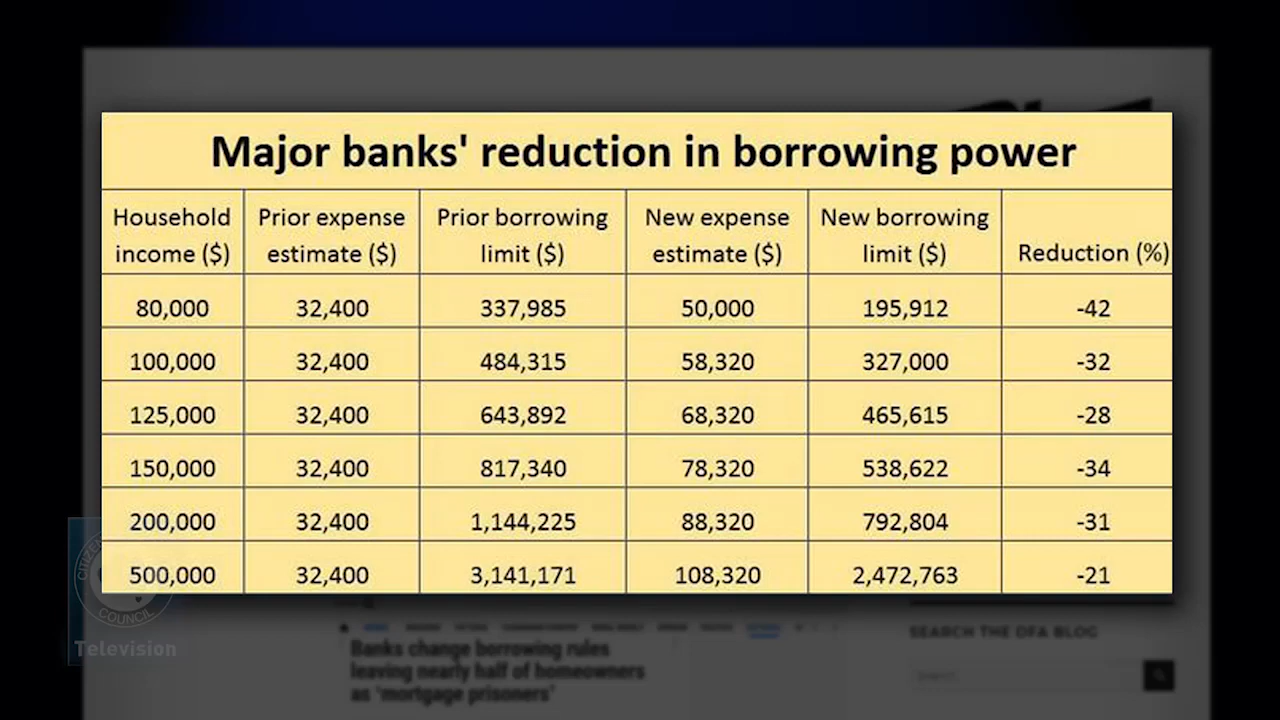 Major banks' reduction in borrowing power
Household income ($) Prior expense estimate ($) Prior borrowing limit ($) New expense estimate ($) New borrowing limit ($) Reduction (%)
80,000 32,400 337,985 50,000 195,912 -42
100,000 32,400 484,315 58,320 327,000 -32
125,000 32,400 643,892 68,320 465,615 -28
150,000 32,400 817,340 78,320 538,622 -34
200,000 32,400 1,144,225 88,320 792,804 -31
500,000 32,400 3,141,171 108,320 2,472,763 -21
COUNCIL
Television
SEARCH THE DFA BLOG
Banks change borrowing rules
leaving nearly half of homeowners
as 'mortgage prisoners'